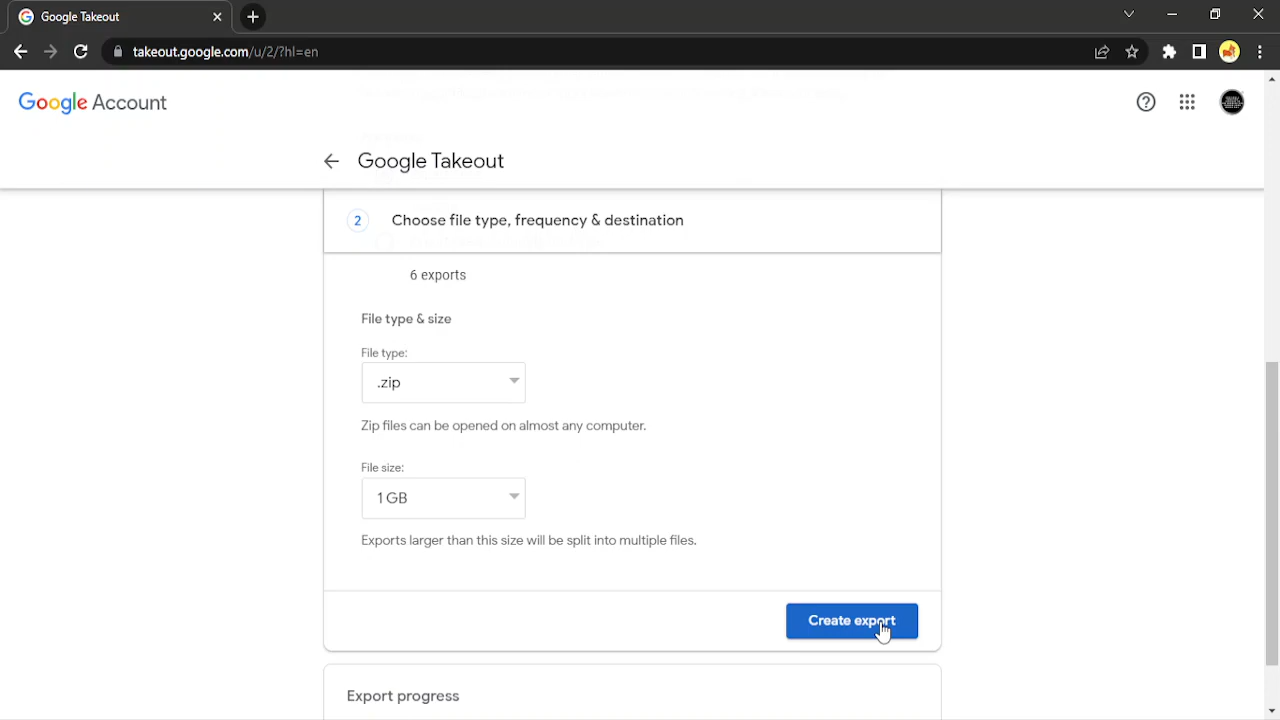 Google Takeout
takeout.google.com/u/2/?hl=en
Google Account
Google Takeout
2 Choose file type, frequency & destination
6 exports
File type & size
File type:
.zip
Zip files can be opened on almost any computer.
File size:
1 GB
Exports larger than this size will be split into multiple files.
Create export
Export progress